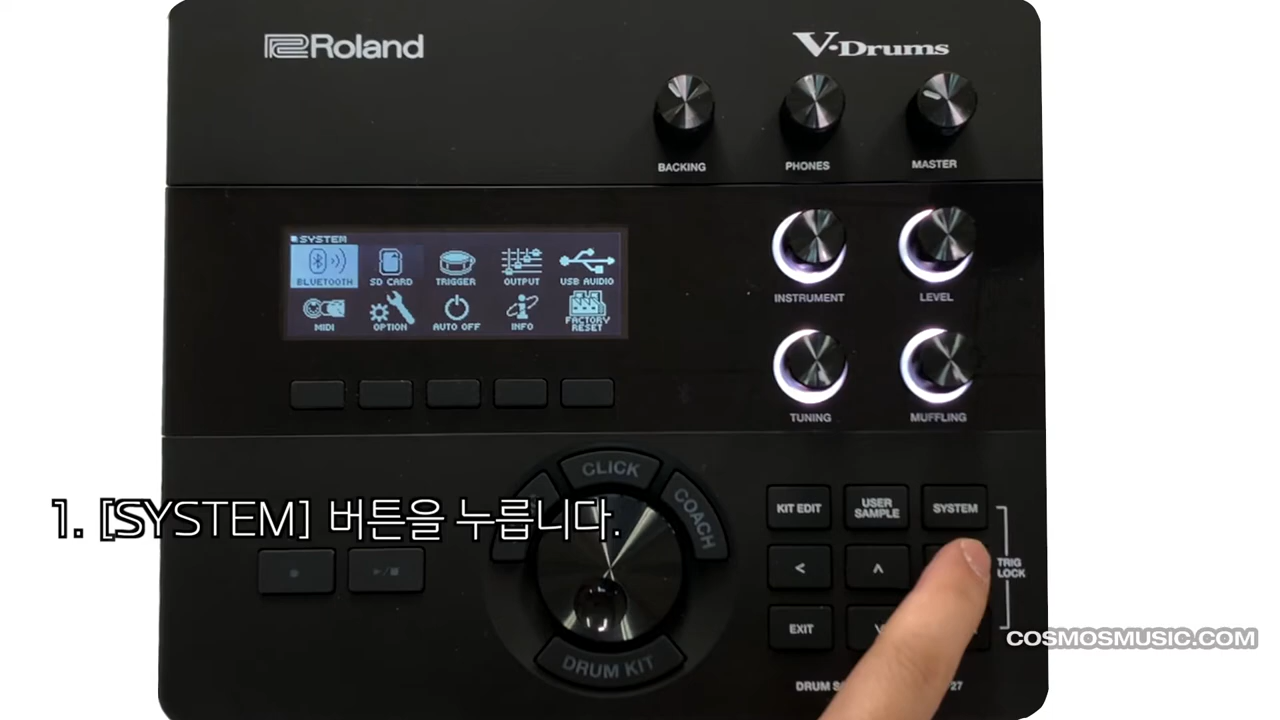 Roland
V-Drums
BACKING
PHONES
MASTER
SYSTEM
BLUETOOTH
SD CARD
TRIGGER
OUTPUT
USB AUDIO
MIDI
OPTION
AUTO OFF
INFO
FACTORY
RESET
INSTRUMENT
LEVEL
TUNING
MUFFLING
CLICK
COACH
DRUM KIT
KIT EDIT
USER
SAMPLE
SYSTEM
TRIG
LOCK
EXIT
1. [SYSTEM] 버튼을 누릅니다.
COSMOSMUSIC.COM
DRUM